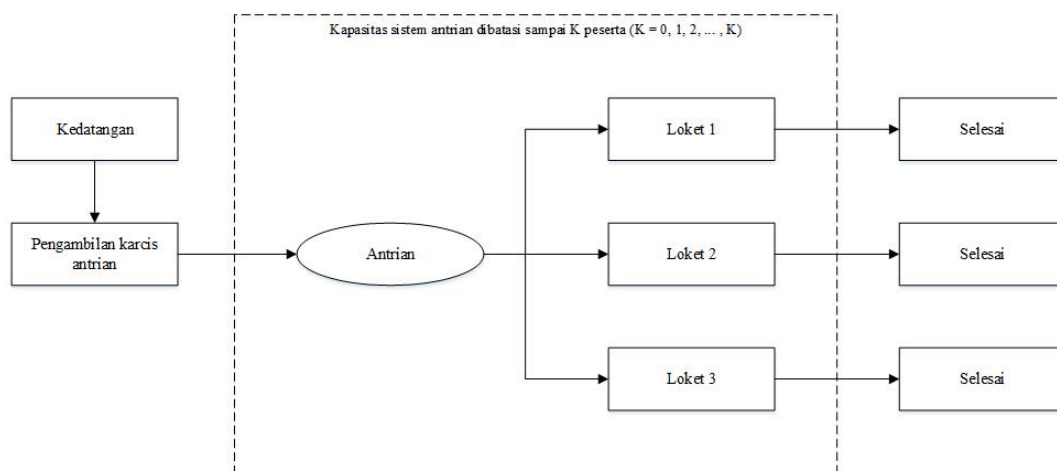 Kapasitas sistem antrian dibatasi sampai K peserta (K = 0, 1, 2, ... , K)
Kedatangan
Loket 1
Selesai
Pengambilan karcis
antrian
Antrian
Loket 2
Selesai
Loket 3
Selesai